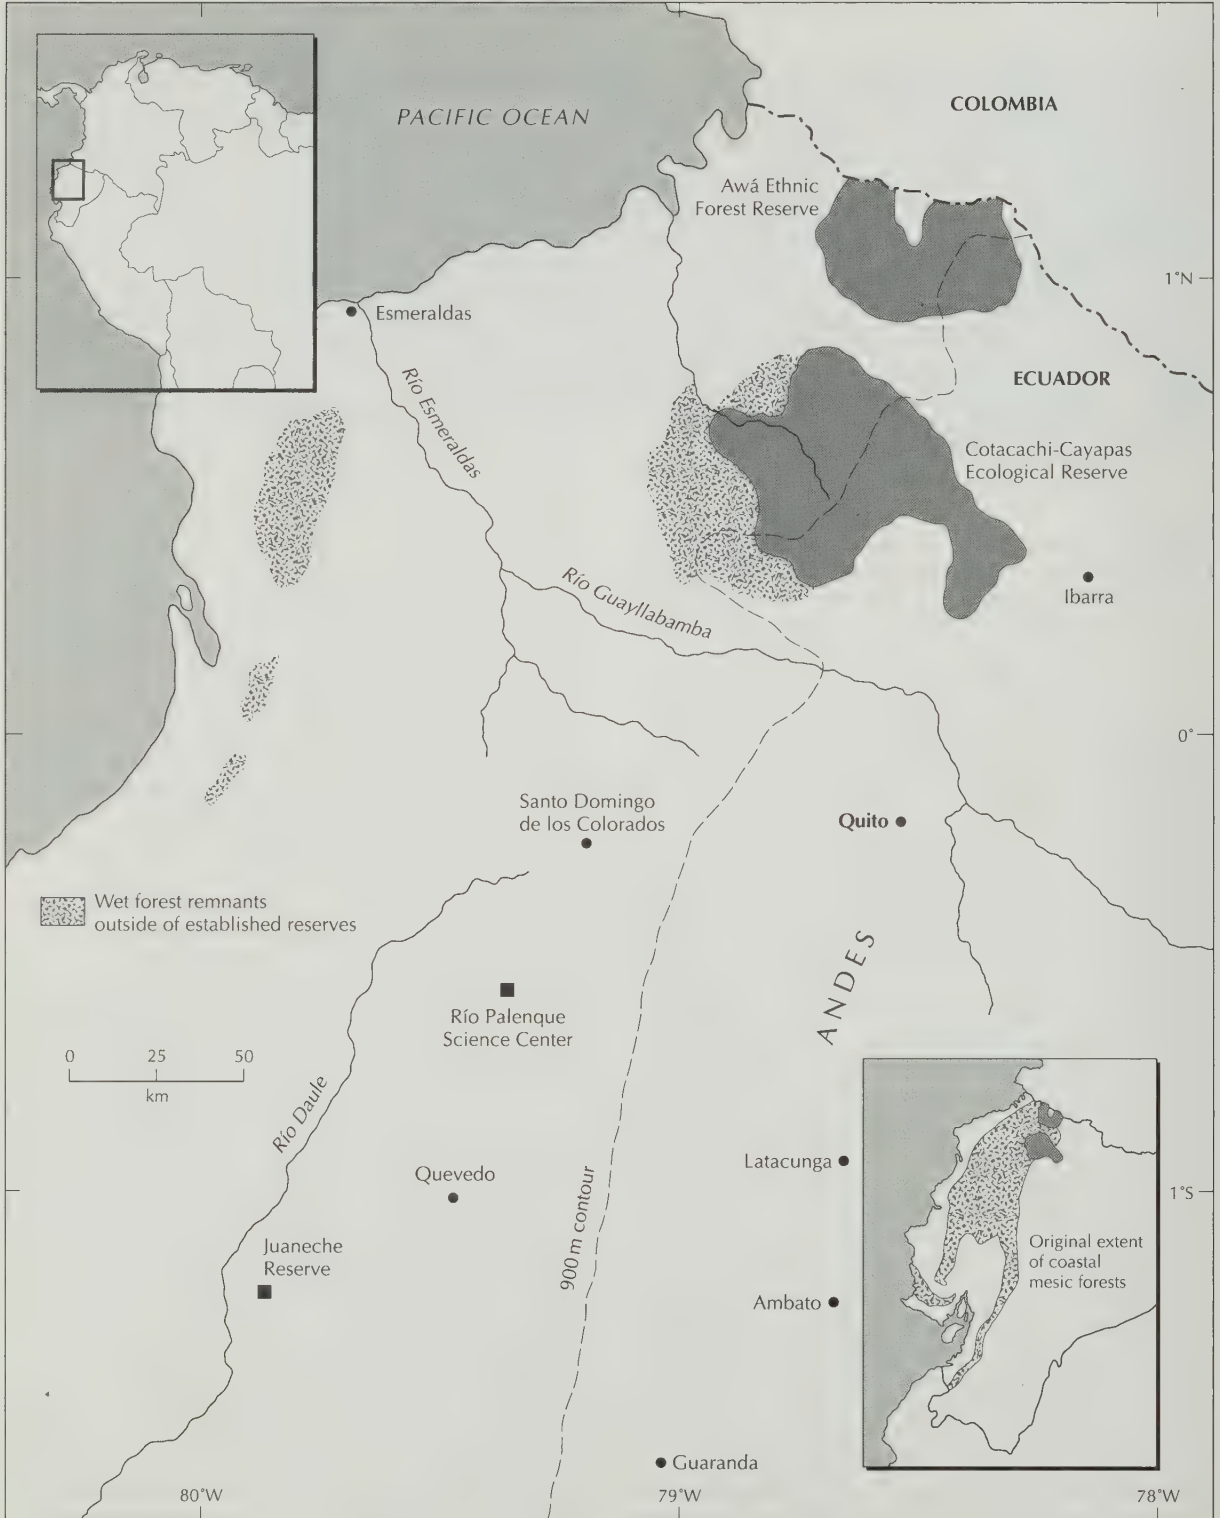 PACIFIC OCEAN
COLOMBIA
Awá Ethnic
Forest Reserve
1°N
Esmeraldas
Río Esmeraldas
ECUADOR
Cotacachi-Cayapas
Ecological Reserve
Río Guayllabamba
Ibarra
0°
Santo Domingo
de los Colorados
Quito
Wet forest remnants
outside of established reserves
ANDES
Río Palenque
Science Center
0 25 50
km
Río Daule
Latacunga
Quevedo
900 m contour
1°S
Juaneche
Reserve
Original extent
of coastal
mesic forests
Ambato
Guaranda
80°W
79°W
78°W